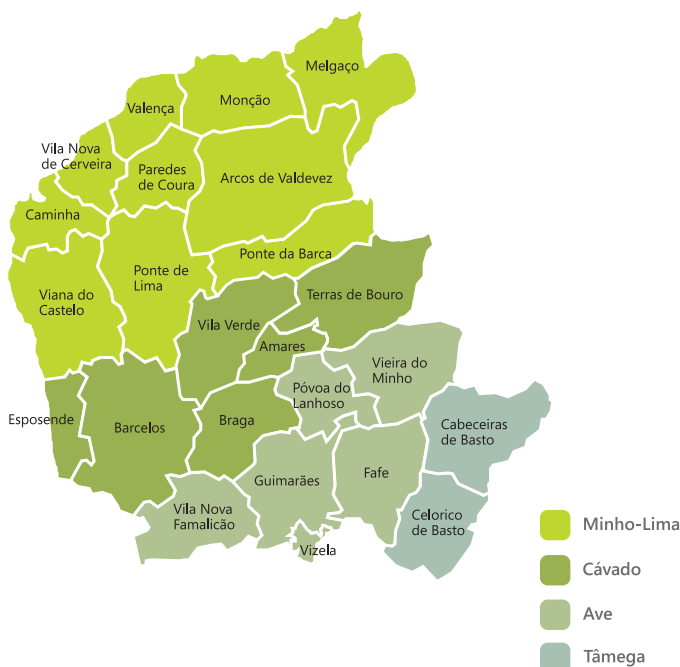 Melgaço
Monção
Valença
Vila Nova
de Cerveira
Paredes
de Coura
Arcos de Valdevez
Caminha
Ponte da Barca
Ponte de
Lima
Viana do
Castelo
Terras de Bouro
Vila Verde
Amares
Vieira do
Minho
Póvoa do
Lanhoso
Esposende
Barcelos
Braga
Cabeceiras
de Basto
Guimarães
Fafe
Vila Nova
Famalicão
Celorico
de Basto
Vizela
Minho-Lima
Cávado
Ave
Tâmega